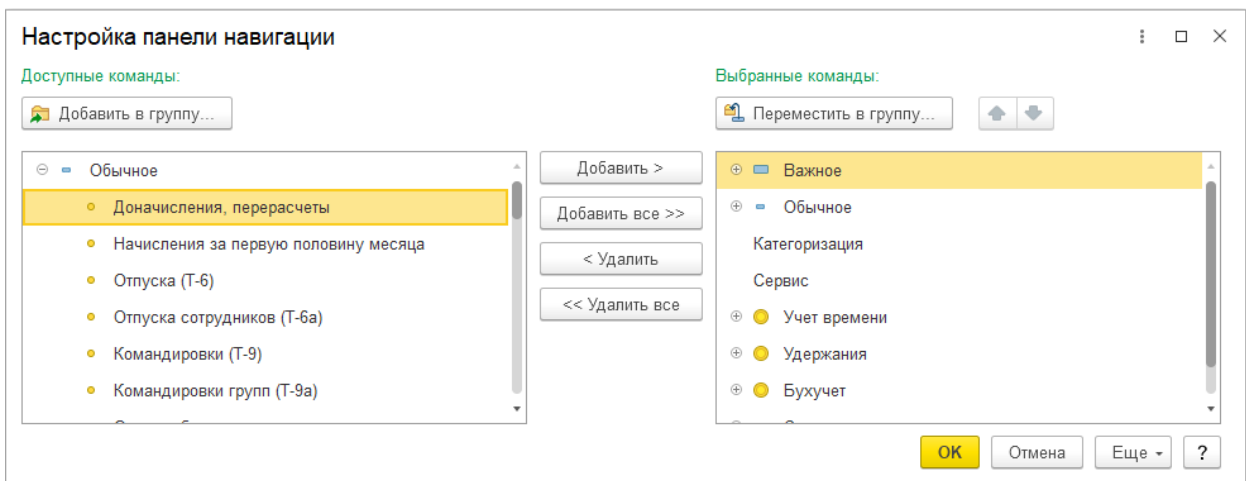 Настройка панели навигации
Доступные команды:
Выбранные команды:
Добавить в группу...
Переместить в группу...
Обычное
Доначисления, перерасчеты
Начисления за первую половину месяца
Отпуска (Т-6)
Отпуска сотрудников (Т-6а)
Командировки (Т-9)
Командировки групп (Т-9а)
Добавить >
Добавить все >>
< Удалить
<< Удалить все
Важное
Обычное
Категоризация
Сервис
Учет времени
Удержания
Бухучет
ОК
Отмена
Еще
?